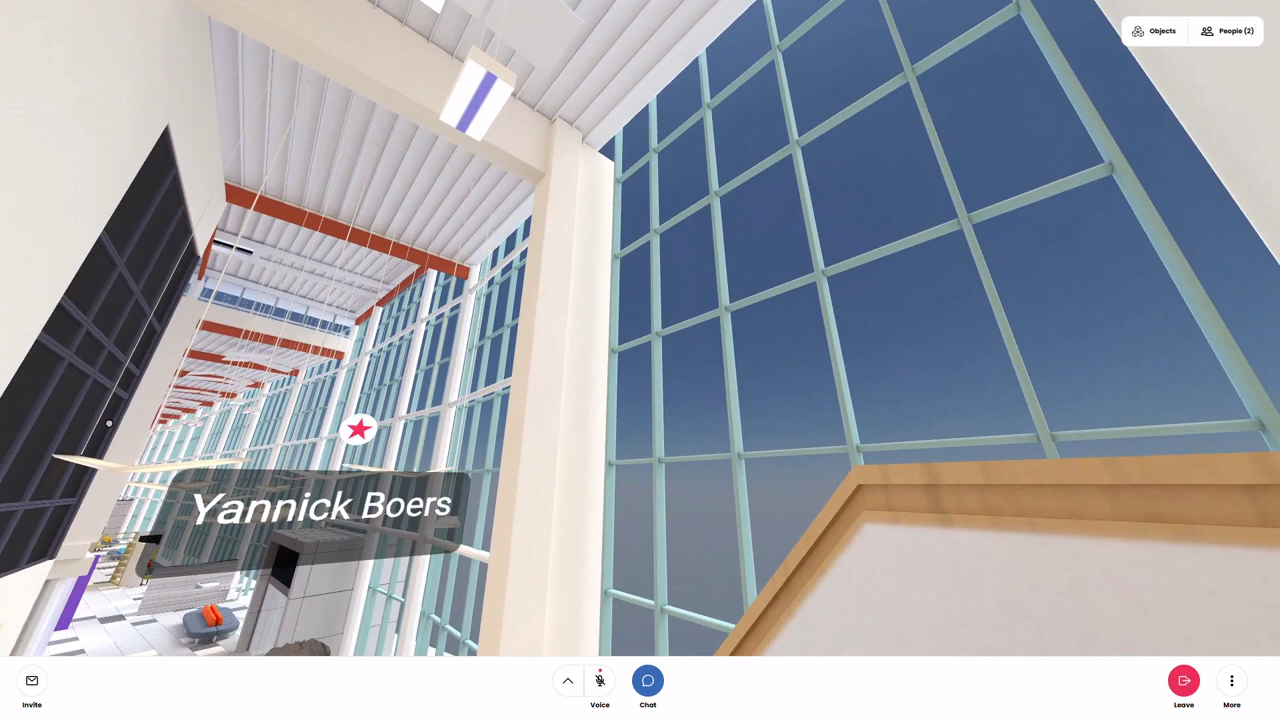 Objects
People (2)
Yannick Boers
Invite
Voice
Chat
Leave
More